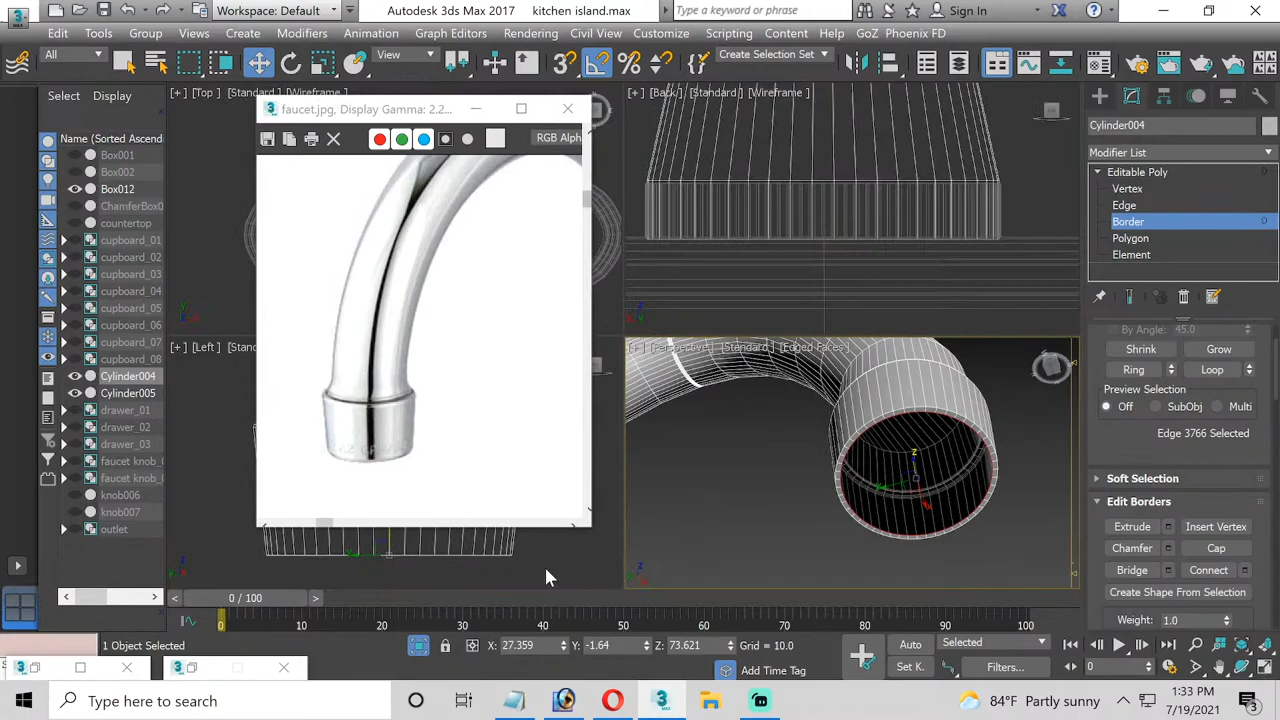 Workspace: Default
Autodesk 3ds Max 2017
kitchen island.max
Type a keyword or phrase
Sign In
Edit
Tools
Group
Views
Create
Modifiers
Animation
Graph Editors
Rendering
Civil View
Customize
Scripting
Content
Help
GoZ
Phoenix FD
All
View
Create Selection Set
Select
Display
Name (Sorted Ascend
Box001
Box002
Box012
ChamferBox0
countertop
cupboard_01
cupboard_02
cupboard_03
cupboard_04
cupboard_05
cupboard_06
cupboard_07
cupboard_08
Cylinder004
Cylinder005
drawer_01
drawer_02
drawer_03
faucet knob_
faucet knob_
knob006
knob007
outlet
[+] [Top] [Standard] [Wireframe]
faucet.jpg, Display Gamma: 2.2...
RGB Alph
[+] [Left] [Stand
[+] [Back] [Standard] [Wireframe]
[+] [Perspective] [Standard] [Edged Faces]
Cylinder004
Modifier List
Editable Poly
Vertex
Edge
Border
Polygon
Element
By Angle: 45.0
Shrink
Grow
Ring
Loop
Preview Selection
Off
SubObj
Multi
Edge 3766 Selected
Soft Selection
Edit Borders
Extrude
Insert Vertex
Chamfer
Cap
Bridge
Connect
Create Shape From Selection
Weight: 1.0
0 / 100
0
10
20
30
40
50
60
70
80
90
100
1 Object Selected
X: 27.359
Y: -1.64
Z: 73.621
Grid = 10.0
Add Time Tag
Auto
Selected
Set K.
Filters...
0
Type here to search
84°F Partly sunny
1:33 PM
7/19/2021
3